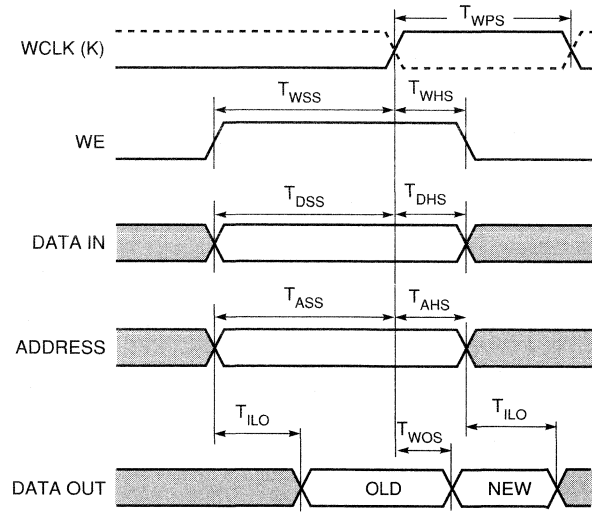 T_WPS
WCLK (K)
T_WSS T_WHS
WE
T_DSS T_DHS
DATA IN
T_ASS T_AHS
ADDRESS
T_ILO T_WOS T_ILO
DATA OUT OLD NEW